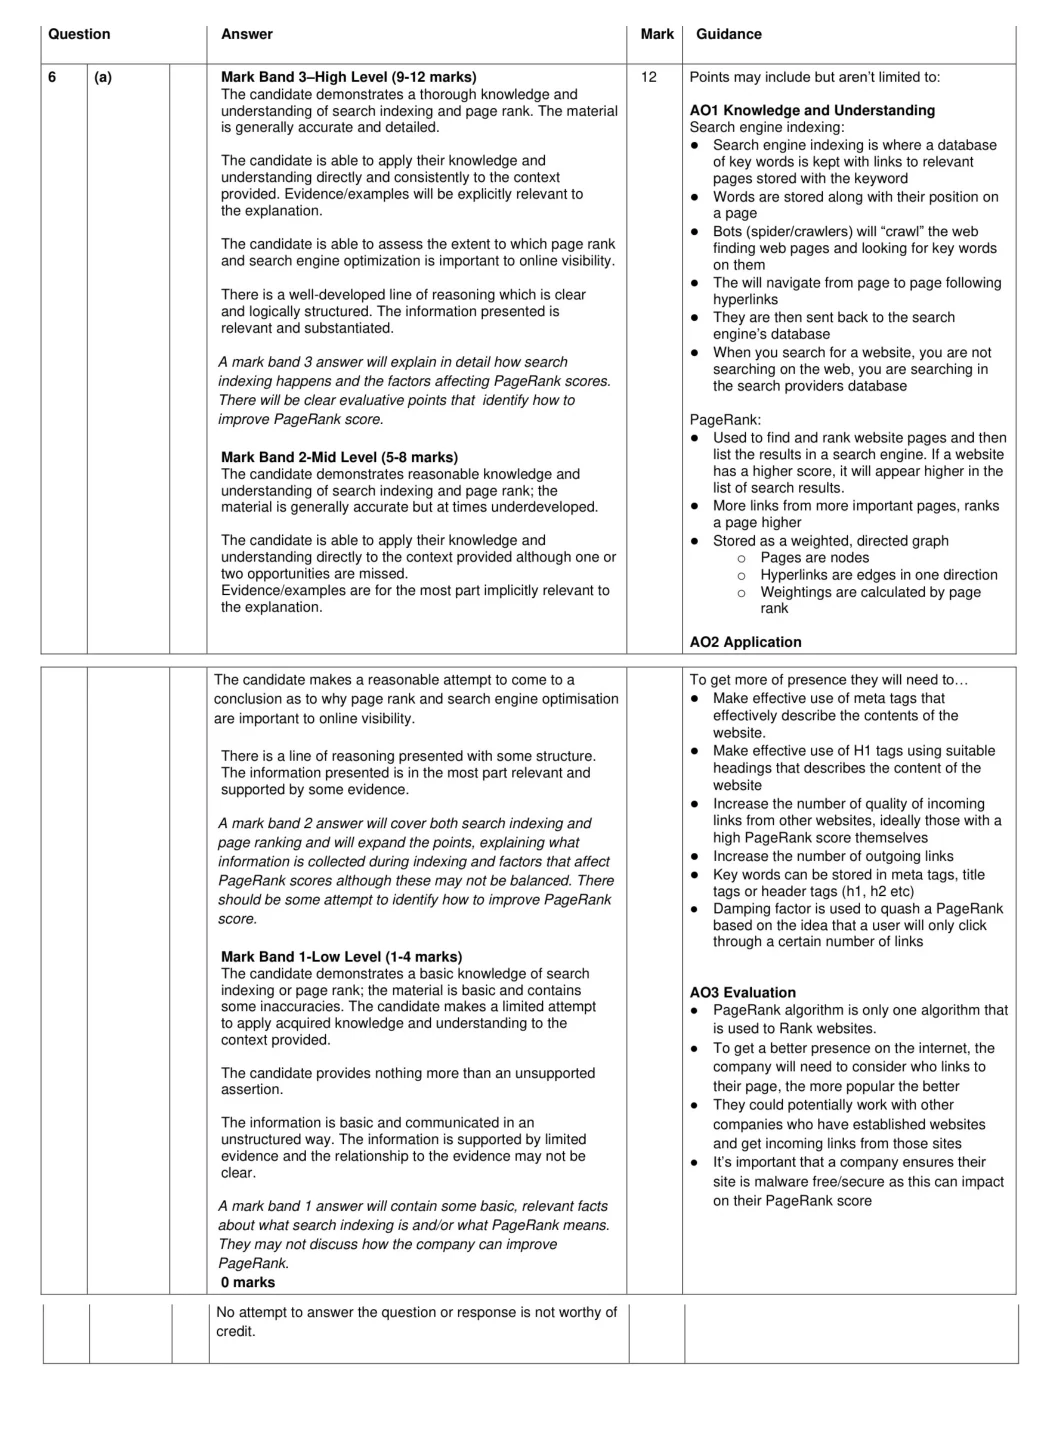 Question Answer Mark Guidance
6 (a) Mark Band 3–High Level (9-12 marks)
The candidate demonstrates a thorough knowledge and
understanding of search indexing and page rank. The material
is generally accurate and detailed.
The candidate is able to apply their knowledge and
understanding directly and consistently to the context
provided. Evidence/examples will be explicitly relevant to
the explanation.
The candidate is able to assess the extent to which page rank
and search engine optimization is important to online visibility.
There is a well-developed line of reasoning which is clear
and logically structured. The information presented is
relevant and substantiated.
A mark band 3 answer will explain in detail how search
indexing happens and the factors affecting PageRank scores.
There will be clear evaluative points that identify how to
improve PageRank score.
Mark Band 2-Mid Level (5-8 marks)
The candidate demonstrates reasonable knowledge and
understanding of search indexing and page rank; the
material is generally accurate but at times underdeveloped.
The candidate is able to apply their knowledge and
understanding directly to the context provided although one or
two opportunities are missed.
Evidence/examples are for the most part implicitly relevant to
the explanation.
12
Points may include but aren't limited to:
AO1 Knowledge and Understanding
Search engine indexing:
● Search engine indexing is where a database
of key words is kept with links to relevant
pages stored with the keyword
● Words are stored along with their position on
a page
● Bots (spider/crawlers) will “crawl” the web
finding web pages and looking for key words
on them
● The will navigate from page to page following
hyperlinks
● They are then sent back to the search
engine's database
● When you search for a website, you are not
searching on the web, you are searching in
the search providers database
PageRank:
● Used to find and rank website pages and then
list the results in a search engine. If a website
has a higher score, it will appear higher in the
list of search results.
● More links from more important pages, ranks
a page higher
● Stored as a weighted, directed graph
○ Pages are nodes
○ Hyperlinks are edges in one direction
○ Weightings are calculated by page
rank
AO2 Application
The candidate makes a reasonable attempt to come to a
conclusion as to why page rank and search engine optimisation
are important to online visibility.
There is a line of reasoning presented with some structure.
The information presented is in the most part relevant and
supported by some evidence.
A mark band 2 answer will cover both search indexing and
page ranking and will expand the points, explaining what
information is collected during indexing and factors that affect
PageRank scores although these may not be balanced. There
should be some attempt to identify how to improve PageRank
score.
Mark Band 1-Low Level (1-4 marks)
The candidate demonstrates a basic knowledge of search
indexing or page rank; the material is basic and contains
some inaccuracies. The candidate makes a limited attempt
to apply acquired knowledge and understanding to the
context provided.
The candidate provides nothing more than an unsupported
assertion.
The information is basic and communicated in an
unstructured way. The information is supported by limited
evidence and the relationship to the evidence may not be
clear.
A mark band 1 answer will contain some basic, relevant facts
about what search indexing is and/or what PageRank means.
They may not discuss how the company can improve
PageRank.
0 marks
To get more of presence they will need to…
● Make effective use of meta tags that
effectively describe the contents of the
website.
● Make effective use of H1 tags using suitable
headings that describes the content of the
website
● Increase the number of quality of incoming
links from other websites, ideally those with a
high PageRank score themselves
● Increase the number of outgoing links
● Key words can be stored in meta tags, title
tags or header tags (h1, h2 etc)
● Damping factor is used to quash a PageRank
based on the idea that a user will only click
through a certain number of links
AO3 Evaluation
● PageRank algorithm is only one algorithm that
is used to Rank websites.
● To get a better presence on the internet, the
company will need to consider who links to
their page, the more popular the better
● They could potentially work with other
companies who have established websites
and get incoming links from those sites
● It's important that a company ensures their
site is malware free/secure as this can impact
on their PageRank score
No attempt to answer the question or response is not worthy of
credit.